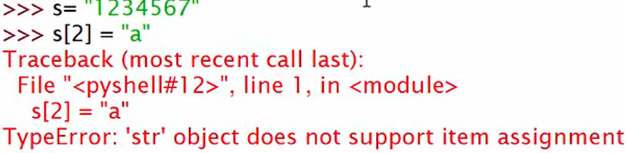 >>> s= "1234567"
>>> s[2] = "a"
Traceback (most recent call last):
  File "<pyshell#12>", line 1, in <module>
    s[2] = "a"
TypeError: 'str' object does not support item assignment